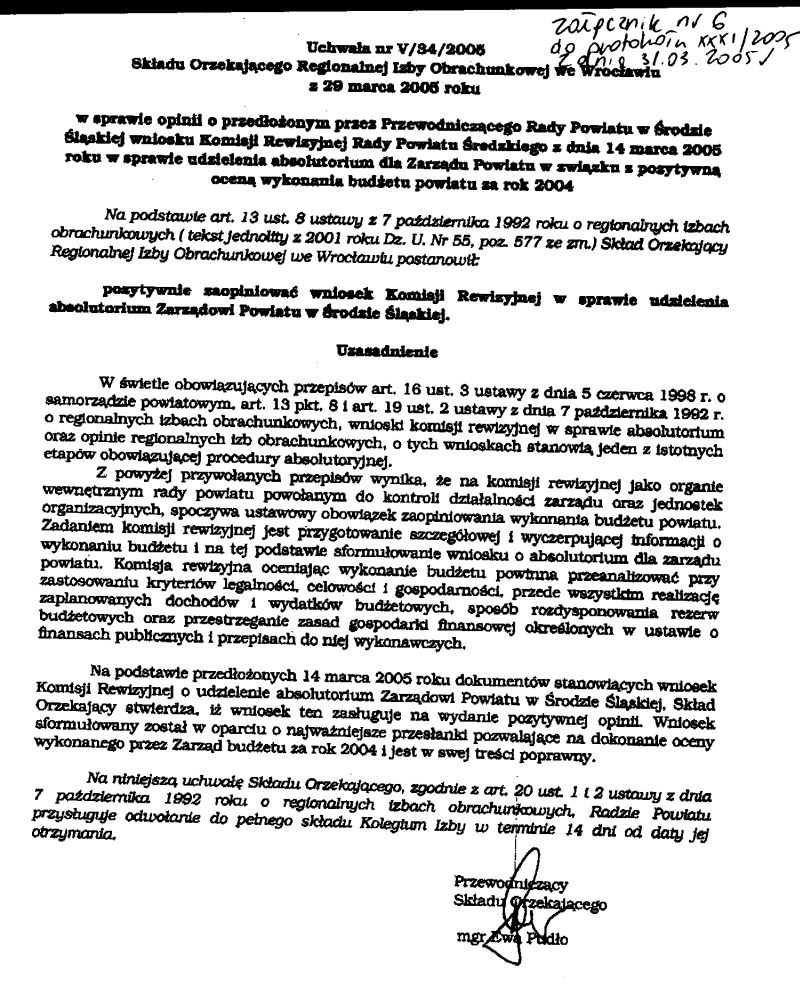 załącznik nr 6
do protokołu XXXI/2005
z dnia 31.03.2005 r
Uchwała nr V/34/2005
Składu Orzekającego Regionalnej Izby Obrachunkowej we Wrocławiu
z 29 marca 2005 roku
w sprawie opinii o przedłożonym przez Przewodniczącego Rady Powiatu w Środzie
Śląskiej wniosku Komisji Rewizyjnej Rady Powiatu Średzkiego z dnia 14 marca 2005
roku w sprawie udzielenia absolutorium dla Zarządu Powiatu w związku z pozytywną
oceną wykonania budżetu powiatu za rok 2004
Na podstawie art. 13 ust. 8 ustawy z 7 października 1992 roku o regionalnych izbach
obrachunkowych ( tekst jednolity z 2001 roku Dz. U. Nr 55, poz. 577 ze zm.) Skład Orzekający
Regionalnej Izby Obrachunkowej we Wrocławiu postanowił:
pozytywnie zaopiniować wniosek Komisji Rewizyjnej w sprawie udzielenia
absolutorium Zarządowi Powiatu w Środzie Śląskiej.
Uzasadnienie
W świetle obowiązujących przepisów art. 16 ust. 3 ustawy z dnia 5 czerwca 1998 r. o
samorządzie powiatowym, art. 13 pkt. 8 i art. 19 ust. 2 ustawy z dnia 7 października 1992 r.
o regionalnych izbach obrachunkowych, wnioski komisji rewizyjnej w sprawie absolutorium
oraz opinie regionalnych izb obrachunkowych, o tych wnioskach stanowią jeden z istotnych
etapów obowiązującej procedury absolutoryjnej.
Z powyżej przywołanych przepisów wynika, że na komisji rewizyjnej jako organie
wewnętrznym rady powiatu powołanym do kontroli działalności zarządu oraz jednostek
organizacyjnych, spoczywa ustawowy obowiązek zaopiniowania wykonania budżetu powiatu.
Zadaniem komisji rewizyjnej jest przygotowanie szczegółowej i wyczerpującej informacji o
wykonaniu budżetu i na tej podstawie sformułowanie wniosku o absolutorium dla zarządu
powiatu. Komisja rewizyjna oceniając wykonanie budżetu powinna przeanalizować przy
zastosowaniu kryteriów legalności, celowości i gospodarności, przede wszystkim realizację
zaplanowanych dochodów i wydatków budżetowych, sposób rozdysponowania rezerw
budżetowych oraz przestrzeganie zasad gospodarki finansowej określonych w ustawie o
finansach publicznych i przepisach do niej wykonawczych.
Na podstawie przedłożonych 14 marca 2005 roku dokumentów stanowiących wniosek
Komisji Rewizyjnej o udzielenie absolutorium Zarządowi Powiatu w Środzie Śląskiej, Skład
Orzekający stwierdza, iż wniosek ten zasługuje na wydanie pozytywnej opinii. Wniosek
sformułowany został w oparciu o najważniejsze przesłanki pozwalające na dokonanie oceny
wykonanego przez Zarząd budżetu za rok 2004 i jest w swej treści poprawny.
Na niniejszą uchwałę Składu Orzekającego, zgodnie z art. 20 ust. 1 i 2 ustawy z dnia
7 października 1992 roku o regionalnych izbach obrachunkowych, Radzie Powiatu
przysługuje odwołanie do pełnego składu Kolegium Izby w terminie 14 dni od daty jej
otrzymania.
Przewodniczący
Składu Orzekającego
mgr Ewa Pudło